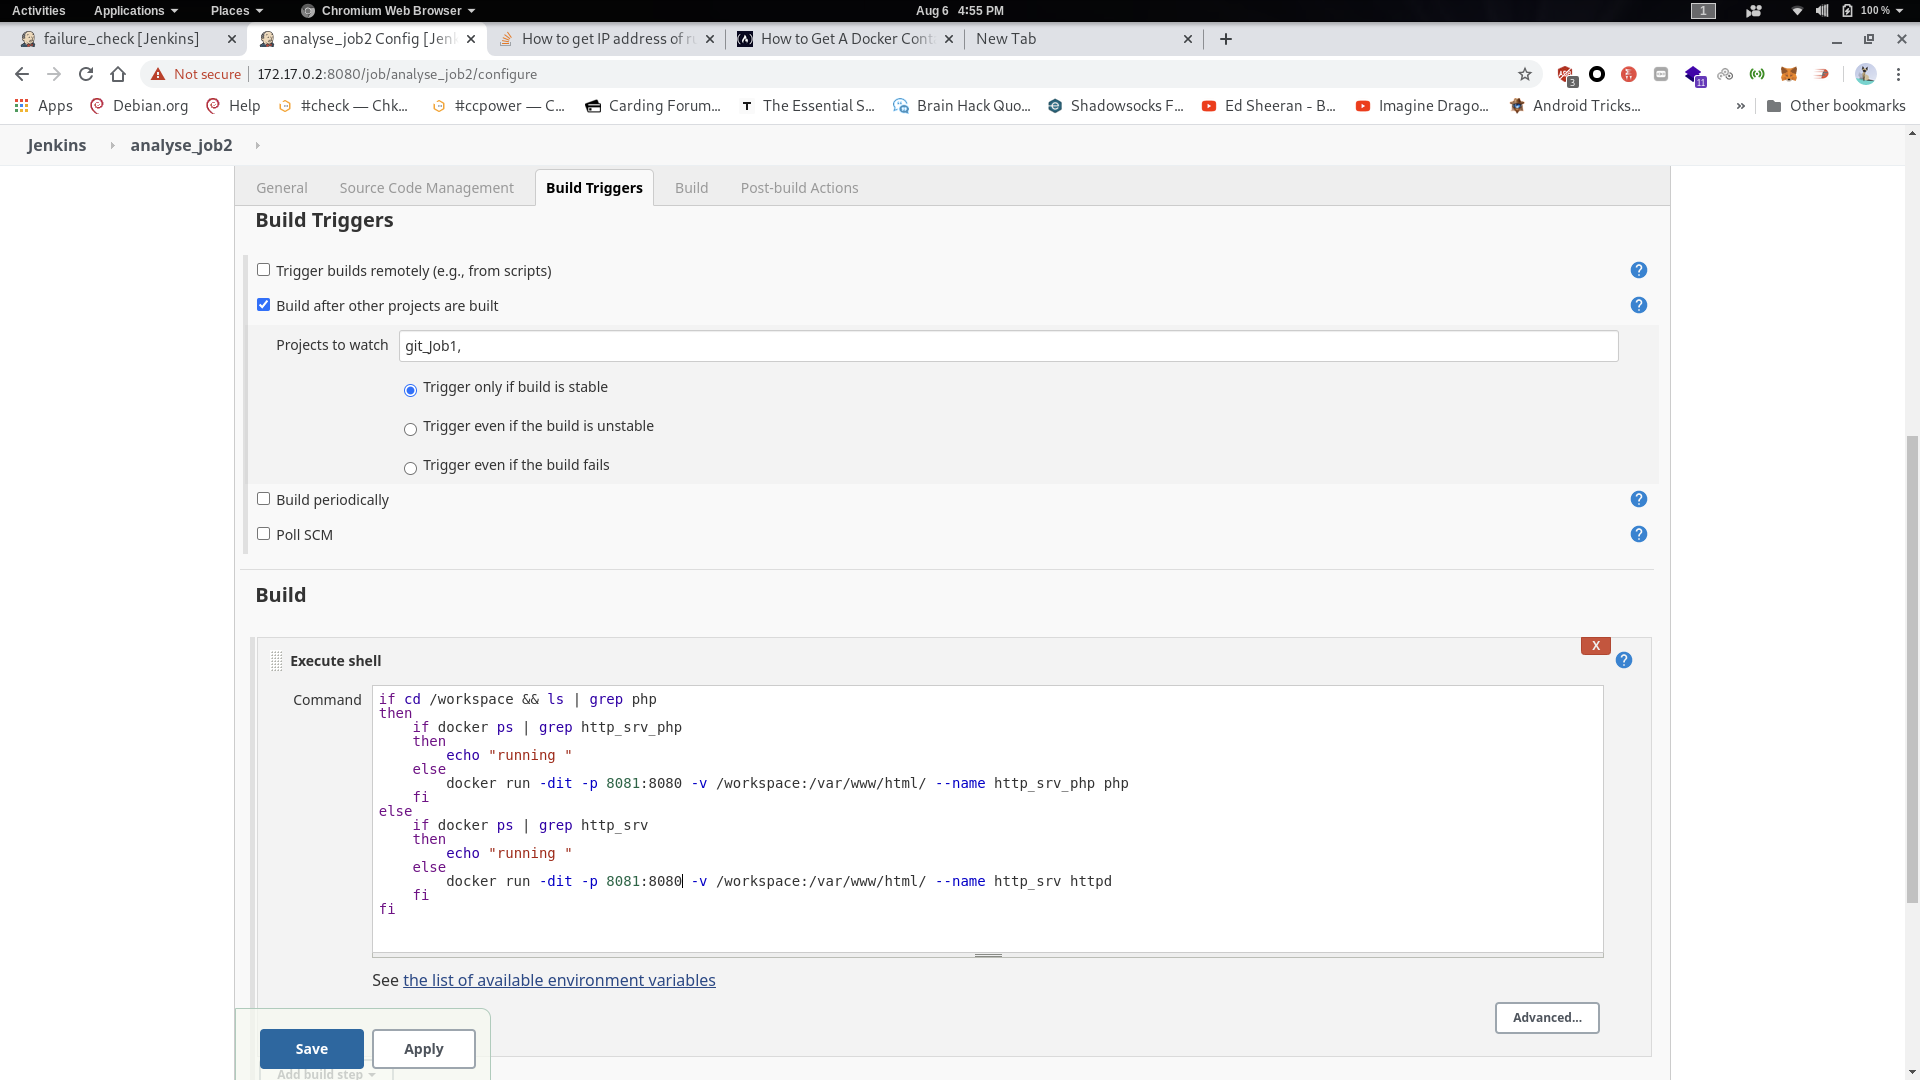 Activities Applications Places Chromium Web Browser Aug 6 4:55 PM 1 100 %
failure_check [Jenkins] analyse_job2 Config [Jenk How to get IP address of ru How to Get A Docker Conta New Tab
Not secure 172.17.0.2:8080/job/analyse_job2/configure 3 11
Apps Debian.org Help #check — Chk... #ccpower — C... Carding Forum... The Essential S... Brain Hack Quo... Shadowsocks F... Ed Sheeran - B... Imagine Drago... Android Tricks... » Other bookmarks
Jenkins analyse_job2
General Source Code Management Build Triggers Build Post-build Actions
Build Triggers
Trigger builds remotely (e.g., from scripts)
Build after other projects are built
Projects to watch git_Job1,
Trigger only if build is stable
Trigger even if the build is unstable
Trigger even if the build fails
Build periodically
Poll SCM
Build
X
Execute shell
Command
if cd /workspace && ls | grep php
then
if docker ps | grep http_srv_php
then
echo "running "
else
docker run -dit -p 8081:8080 -v /workspace:/var/www/html/ --name http_srv_php php
fi
else
if docker ps | grep http_srv
then
echo "running "
else
docker run -dit -p 8081:8080 -v /workspace:/var/www/html/ --name http_srv httpd
fi
fi
See the list of available environment variables
Advanced...
Save Apply
Add build step